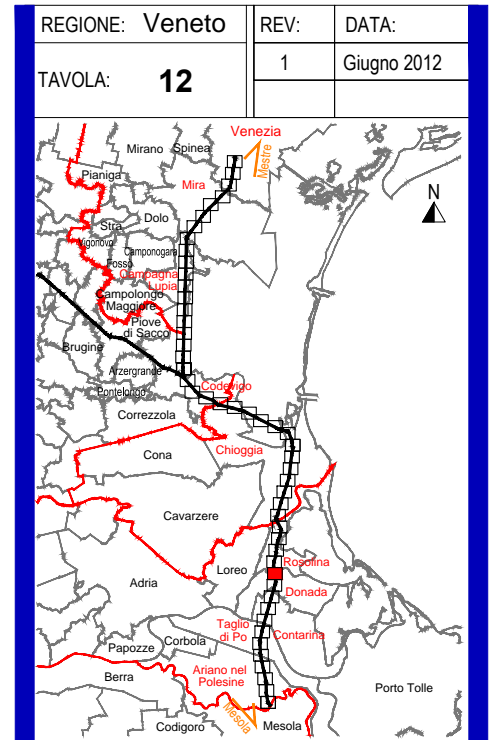 REGIONE: Veneto
REV:
DATA:
TAVOLA: 12
1
Giugno 2012
Venezia
Mirano
Spinea
Mestre
Pianiga
Mira
N
Dolo
Stra
Vigonovo
Camponogara
Fosso
Campagna
Lupia
Campolongo
Maggiore
Piove
di Sacco
Brugine
Arzergrande
Codevigo
Pontelongo
Correzzola
Chioggia
Cona
Cavarzere
Rosolina
Loreo
Adria
Donada
Taglio
di Po
Contarina
Corbola
Papozze
Ariano nel
Polesine
Berra
Porto Tolle
Mesola
Mesola
Codigoro